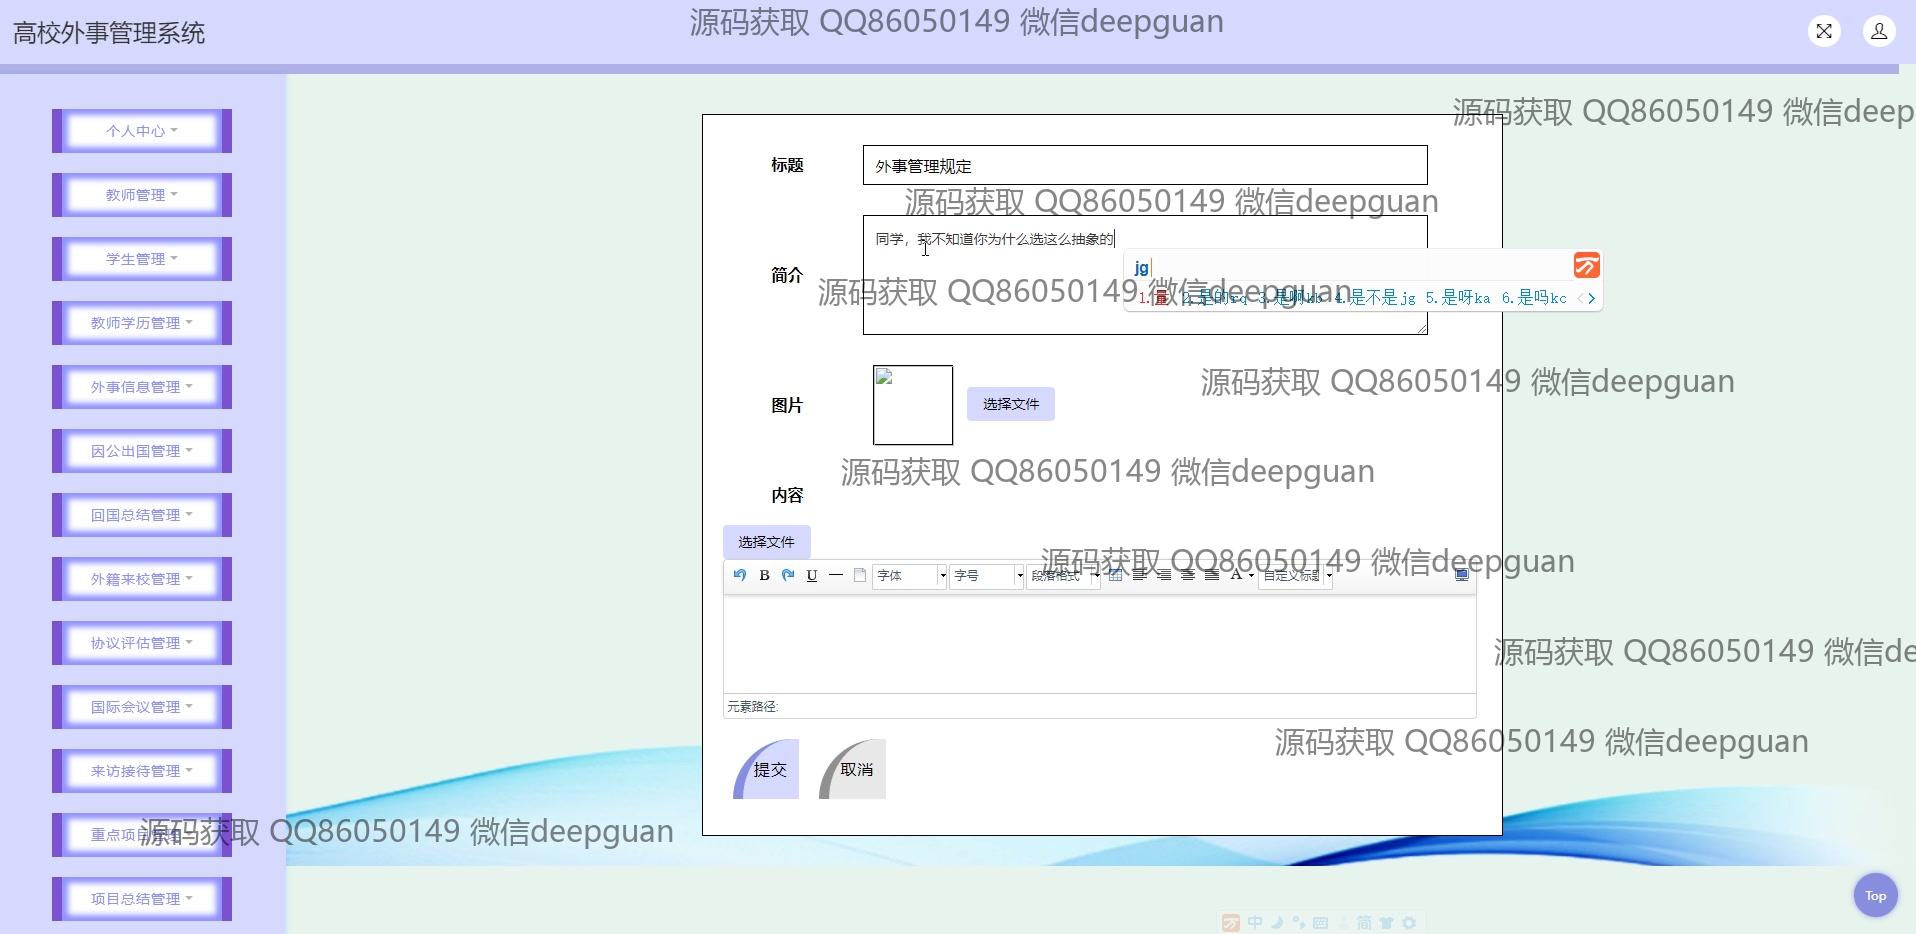 高校外事管理系统
源码获取 QQ86050149 微信deepguan
源码获取 QQ86050149 微信deep
个人中心
教师管理
学生管理
教师学历管理
外事信息管理
因公出国管理
回国总结管理
外籍来校管理
协议评估管理
国际会议管理
来访接待管理
重点项目管理
项目总结管理
标题
外事管理规定
源码获取 QQ86050149 微信deepguan
简介
同学，我不知道你为什么选这么抽象的
jg
1.量 2.是的rq 3.是啊kb 4.是不是jg 5.是呀ka 6.是吗kc
源码获取 QQ86050149 微信deepguan
图片
选择文件
源码获取 QQ86050149 微信deepguan
源码获取 QQ86050149 微信deepguan
内容
选择文件
源码获取 QQ86050149 微信deepguan
B U 字体 字号 段落格式 A 自定义标题
元素路径:
源码获取 QQ86050149 微信de
源码获取 QQ86050149 微信deepguan
提交
取消
源码获取 QQ86050149 微信deepguan
Top
中 简